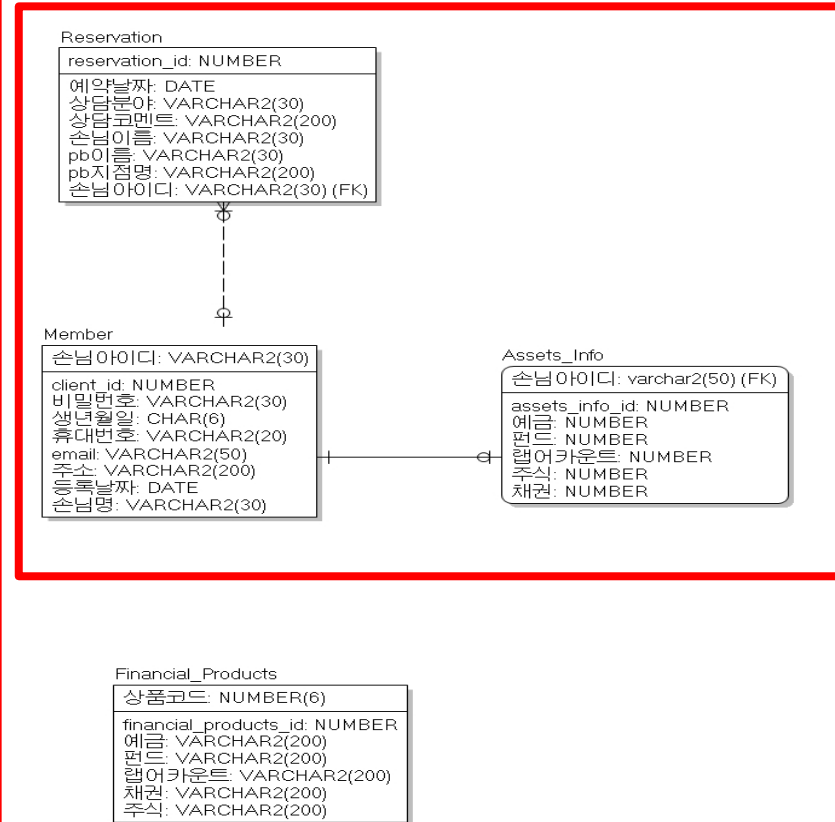 Reservation
reservation_id: NUMBER
예약날짜: DATE
상담분야: VARCHAR2(30)
상담코멘트: VARCHAR2(200)
손님이름: VARCHAR2(30)
pb이름: VARCHAR2(30)
pb지점명: VARCHAR2(200)
손님아이디: VARCHAR2(30) (FK)
Member
손님아이디: VARCHAR2(30)
client_id: NUMBER
비밀번호: VARCHAR2(30)
생년월일: CHAR(6)
휴대번호: VARCHAR2(20)
email: VARCHAR2(50)
주소: VARCHAR2(200)
등록날짜: DATE
손님명: VARCHAR2(30)
Assets_Info
손님아이디: varchar2(50) (FK)
assets_info_id: NUMBER
예금: NUMBER
펀드: NUMBER
랩어카운트: NUMBER
주식: NUMBER
채권: NUMBER
Financial_Products
상품코드: NUMBER(6)
financial_products_id: NUMBER
예금: VARCHAR2(200)
펀드: VARCHAR2(200)
랩어카운트: VARCHAR2(200)
채권: VARCHAR2(200)
주식: VARCHAR2(200)